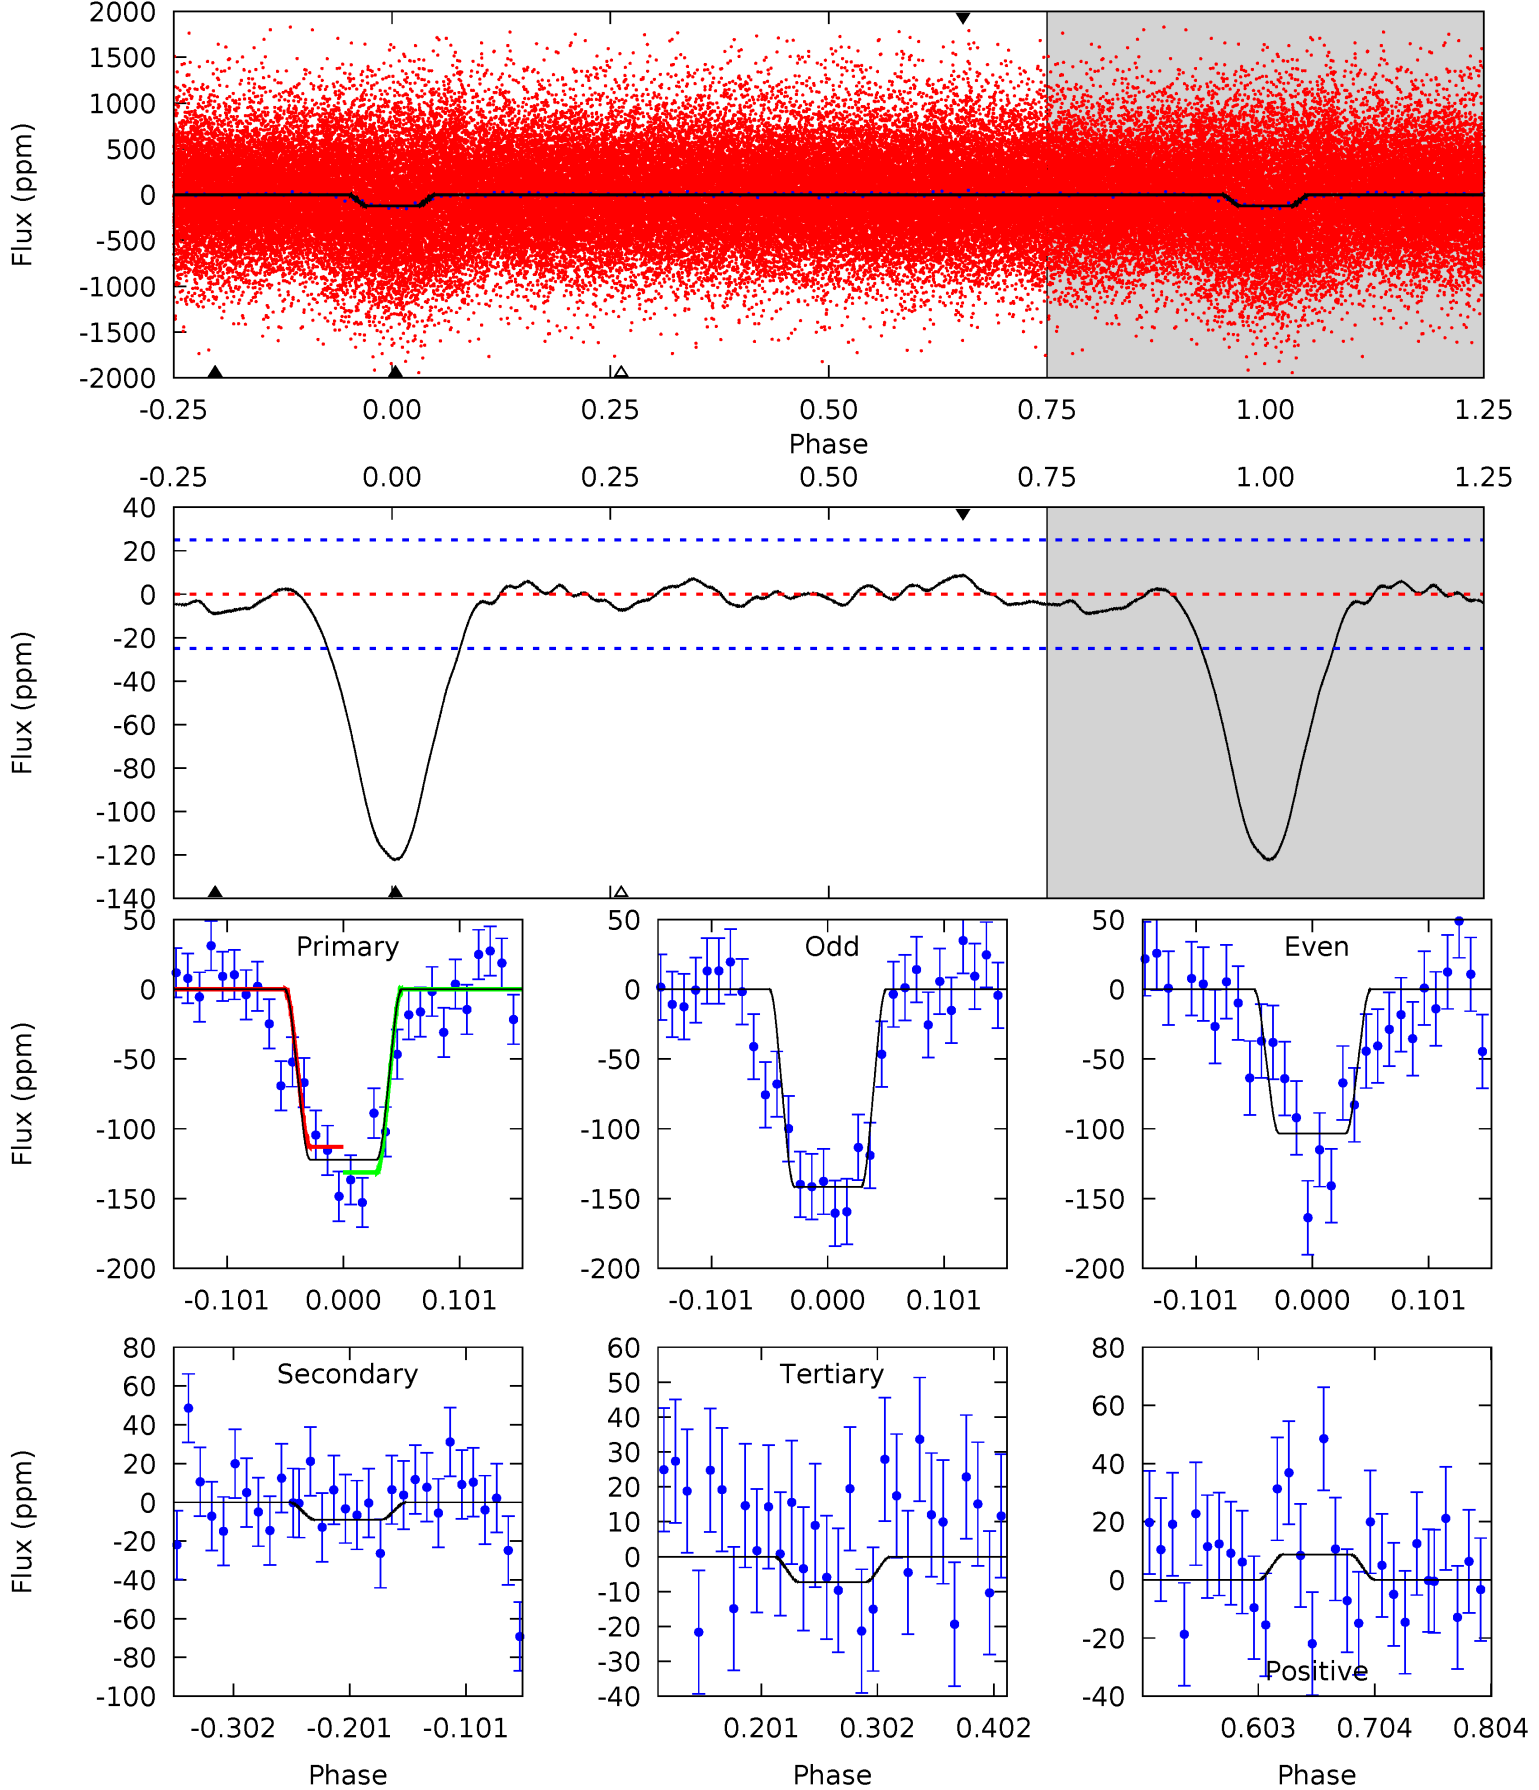 2000
1500
1000
500
0
-500
-1000
-1500
-2000
Flux (ppm)
-0.25 0.00 0.25 0.50 0.75 1.00 1.25
Phase
-0.25 0.00 0.25 0.50 0.75 1.00 1.25
40
20
0
-20
-40
-60
-80
-100
-120
-140
Flux (ppm)
Primary Odd Even
50 50 50
0 0 0
-50 -50 -50
-100 -100 -100
-150 -150 -150
-200 -200 -200
Flux (ppm)
-0.101 0.000 0.101 -0.101 0.000 0.101 -0.101 0.000 0.101
Secondary Tertiary Positive
80 60 80
60 50 60
40 40 40
20 30 20
0 20 0
-20 10 -20
-40 0 -40
-60 -10
-80 -20
-100 -30
-40
Flux (ppm)
-0.302 -0.201 -0.101 0.201 0.302 0.402 0.603 0.704 0.804
Phase Phase Phase